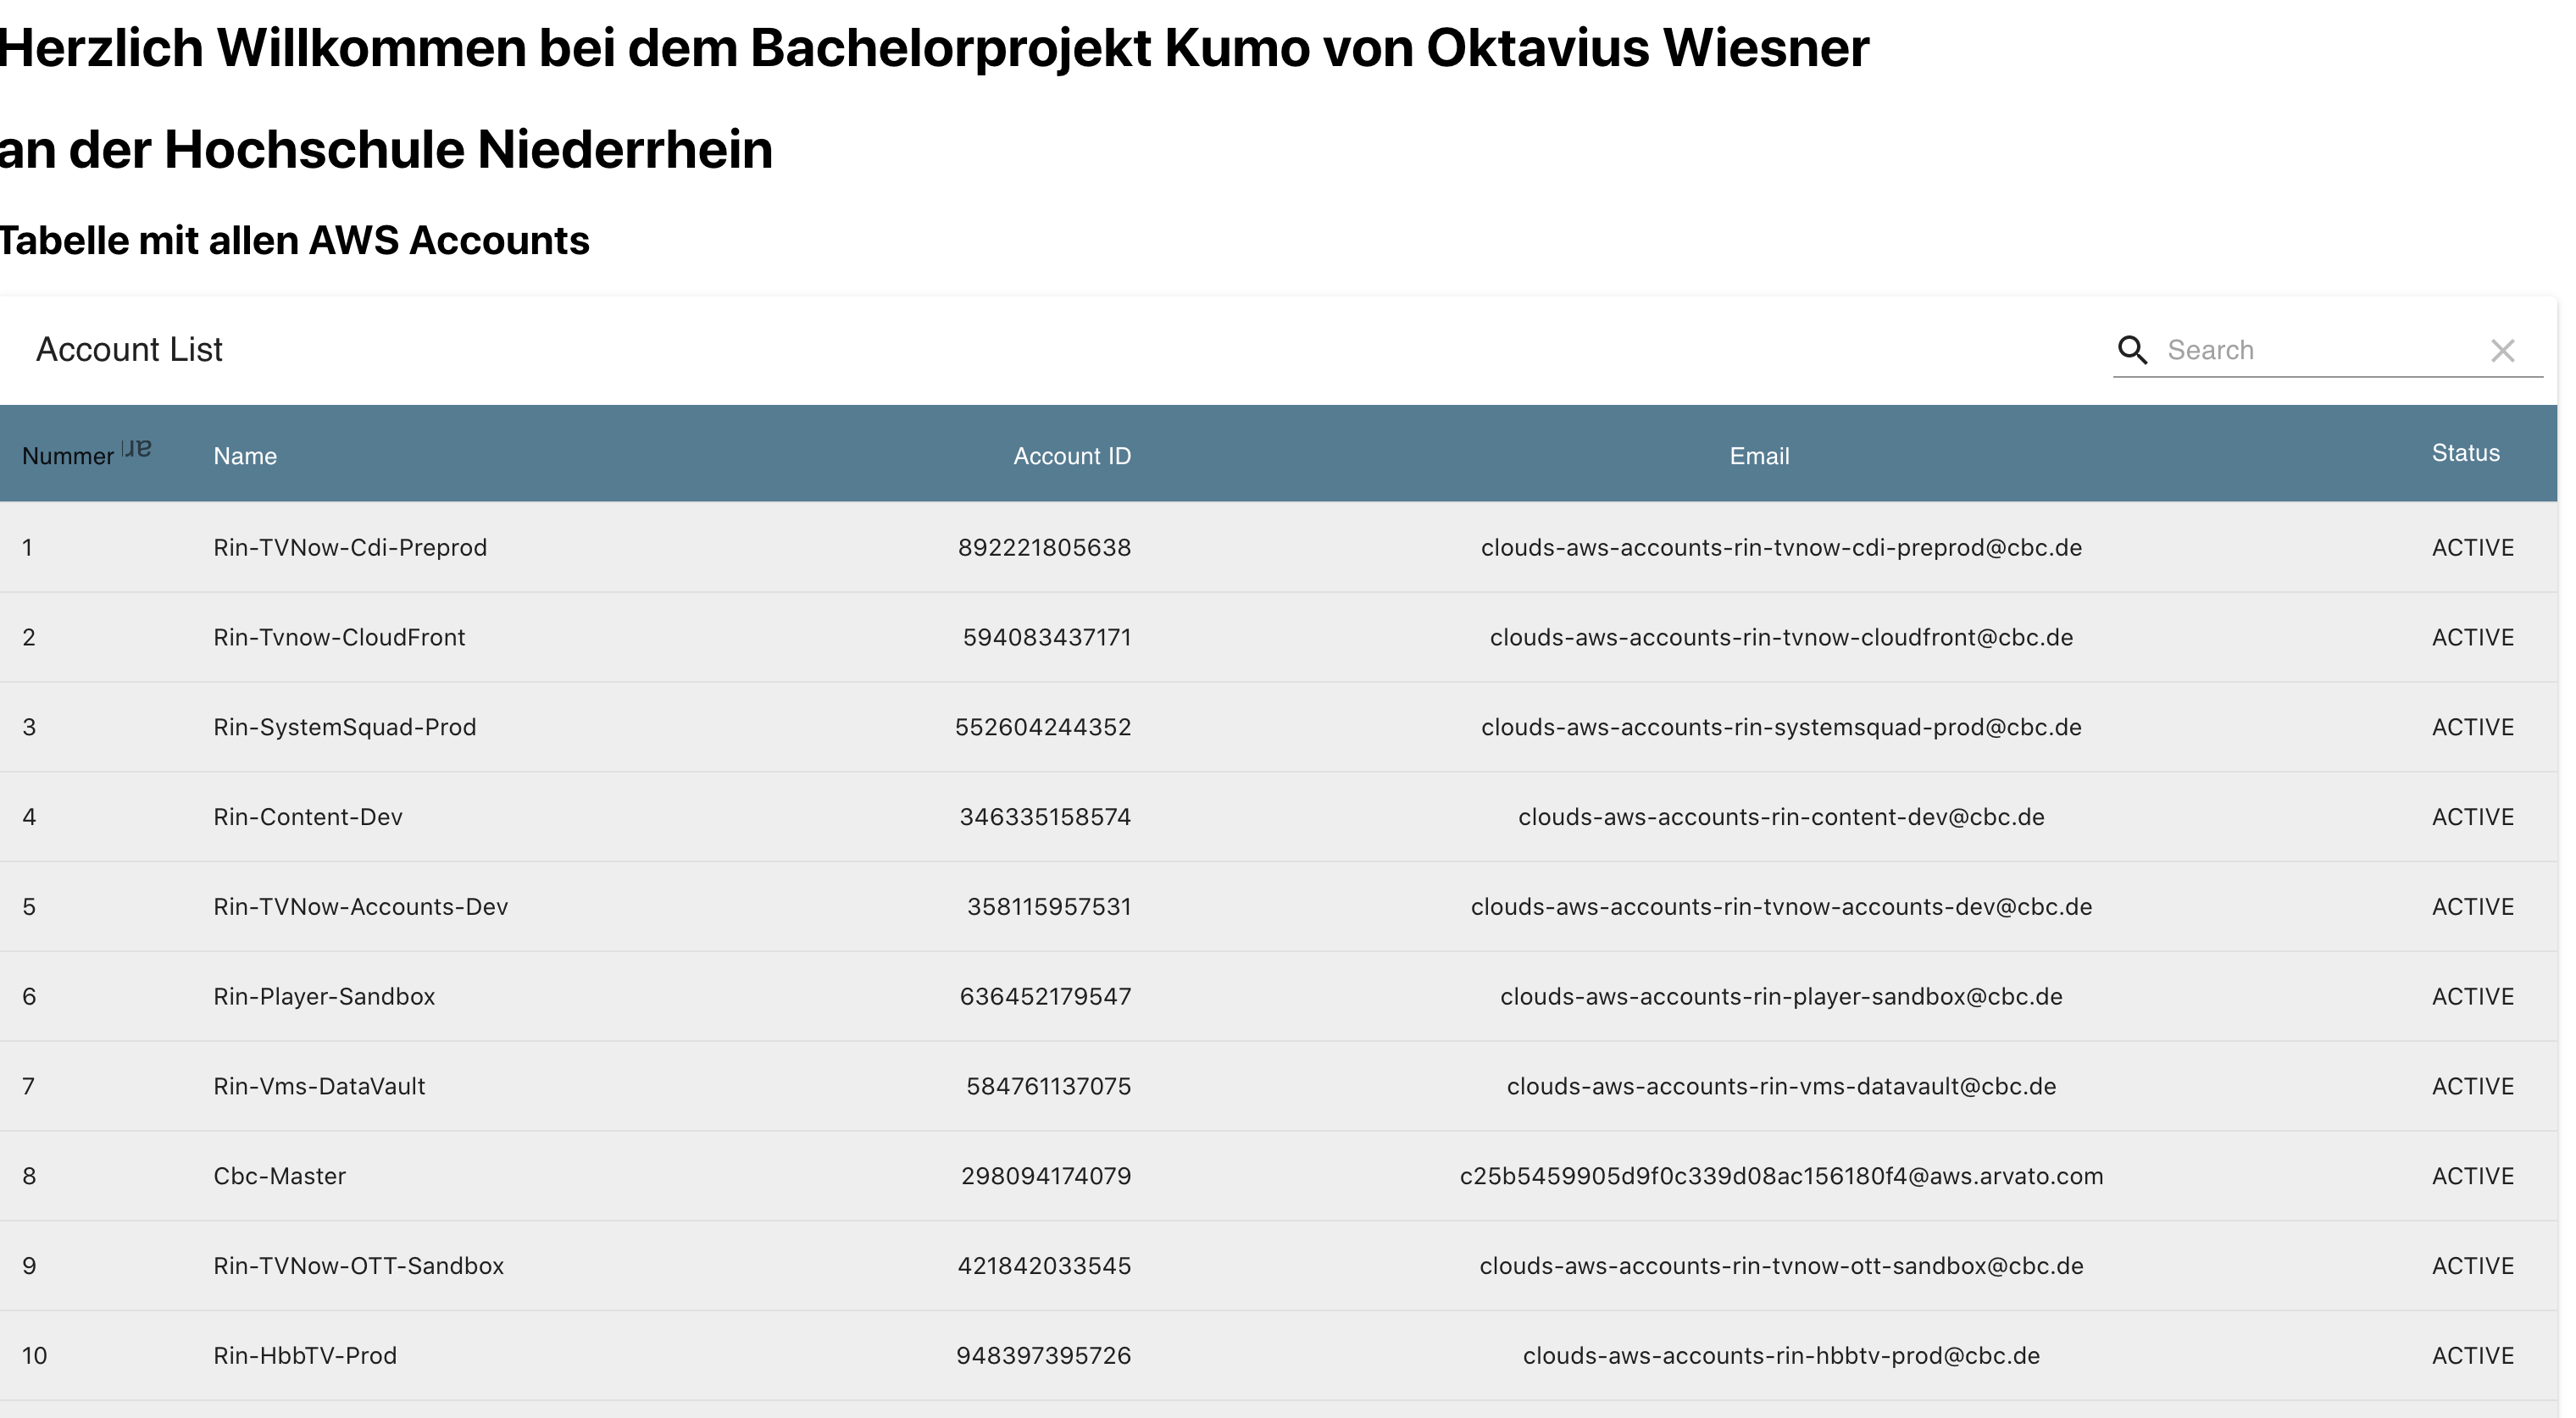 Herzlich Willkommen bei dem Bachelorprojekt Kumo von Oktavius Wiesner
an der Hochschule Niederrhein
Tabelle mit allen AWS Accounts
Account List Search
Nummer Name Account ID Email Status
1 Rin-TVNow-Cdi-Preprod 892221805638 clouds-aws-accounts-rin-tvnow-cdi-preprod@cbc.de ACTIVE
2 Rin-Tvnow-CloudFront 594083437171 clouds-aws-accounts-rin-tvnow-cloudfront@cbc.de ACTIVE
3 Rin-SystemSquad-Prod 552604244352 clouds-aws-accounts-rin-systemsquad-prod@cbc.de ACTIVE
4 Rin-Content-Dev 346335158574 clouds-aws-accounts-rin-content-dev@cbc.de ACTIVE
5 Rin-TVNow-Accounts-Dev 358115957531 clouds-aws-accounts-rin-tvnow-accounts-dev@cbc.de ACTIVE
6 Rin-Player-Sandbox 636452179547 clouds-aws-accounts-rin-player-sandbox@cbc.de ACTIVE
7 Rin-Vms-DataVault 584761137075 clouds-aws-accounts-rin-vms-datavault@cbc.de ACTIVE
8 Cbc-Master 298094174079 c25b5459905d9f0c339d08ac156180f4@aws.arvato.com ACTIVE
9 Rin-TVNow-OTT-Sandbox 421842033545 clouds-aws-accounts-rin-tvnow-ott-sandbox@cbc.de ACTIVE
10 Rin-HbbTV-Prod 948397395726 clouds-aws-accounts-rin-hbbtv-prod@cbc.de ACTIVE